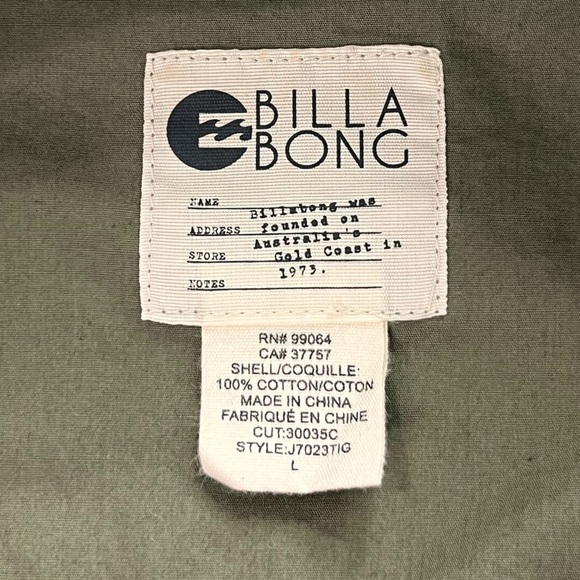 BILLA
BONG
NAME
Billabong was
ADDRESS founded on
Australia's
STORE Gold Coast in
1973.
NOTES
RN# 99064
CA# 37757
SHELL/COQUILLE:
100% COTTON/COTON
MADE IN CHINA
FABRIQUÉ EN CHINE
CUT:30035C
STYLE:J7023TIG
L